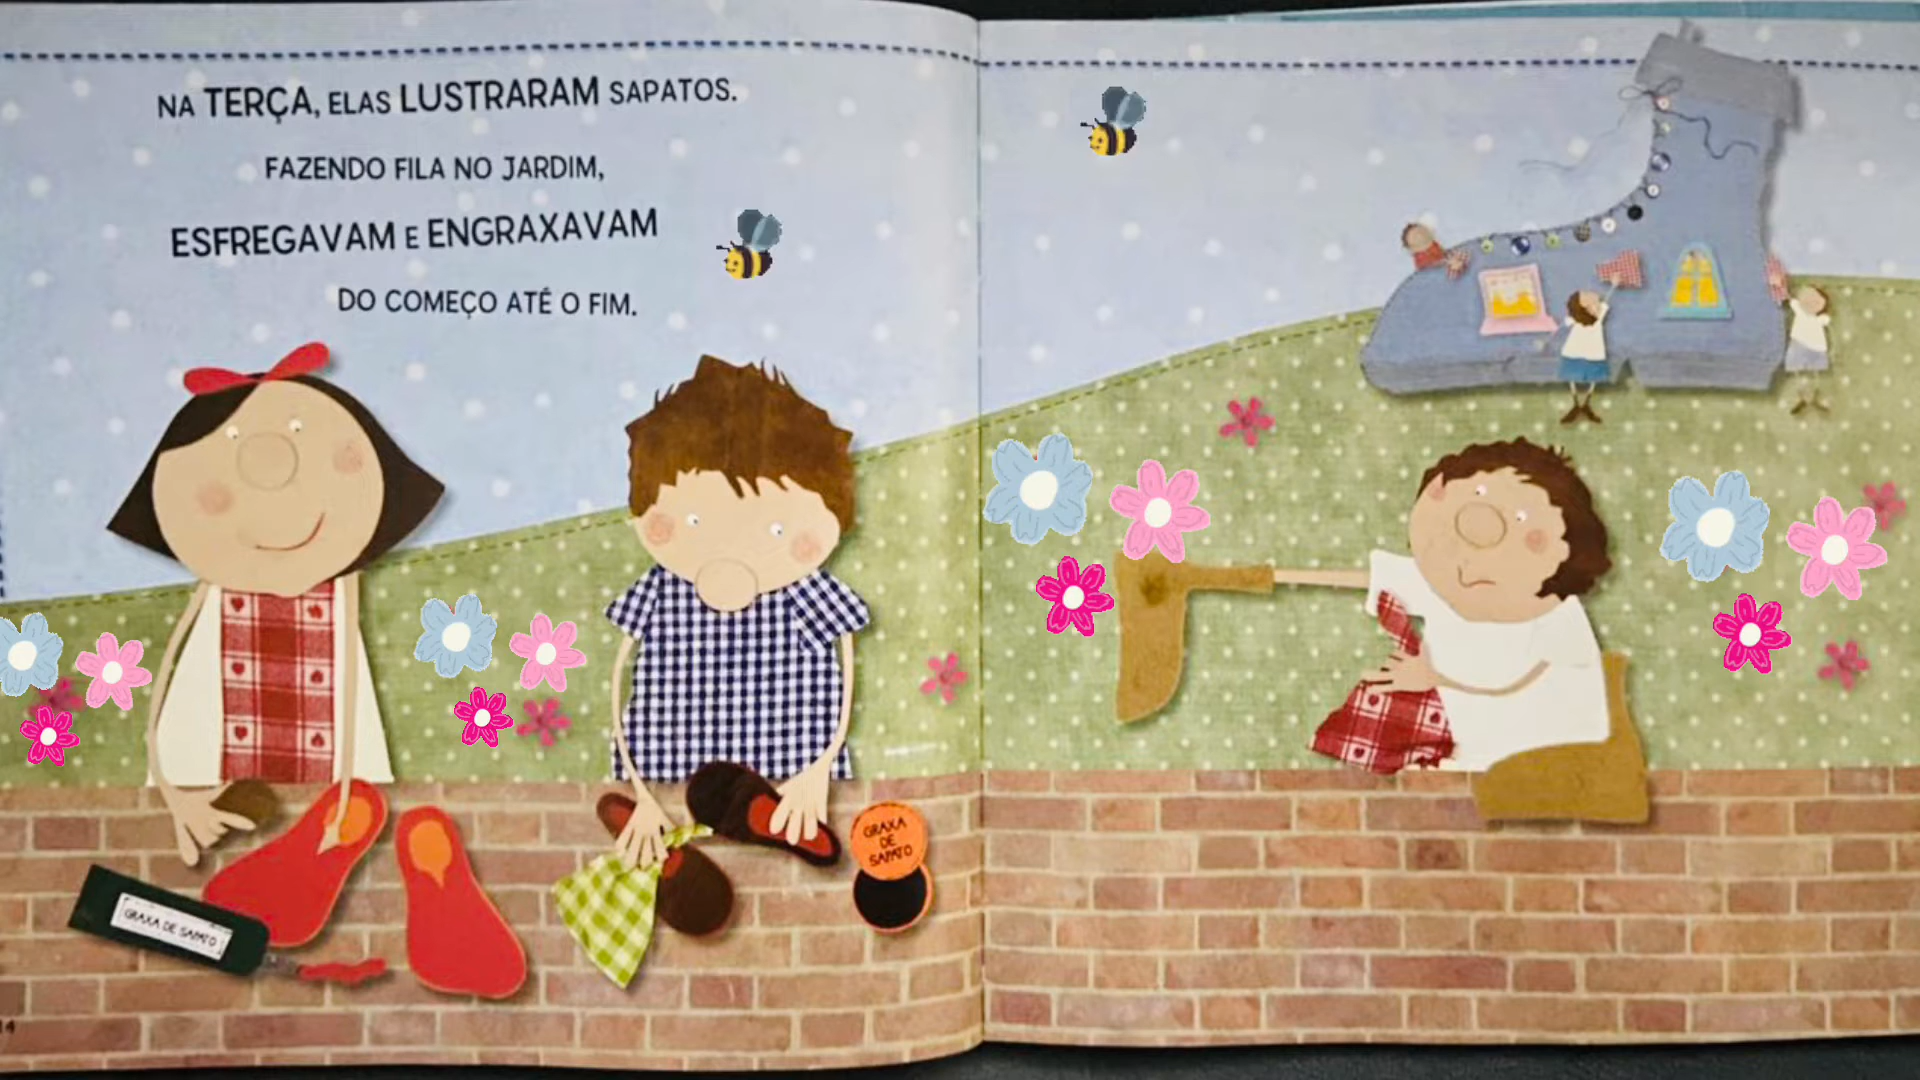 NA TERÇA, ELAS LUSTRARAM SAPATOS.
FAZENDO FILA NO JARDIM,
ESFREGAVAM E ENGRAXAVAM
DO COMEÇO ATÉ O FIM.
GRAXA
DE
SAPATO
GRAXA DE SAPATO
14